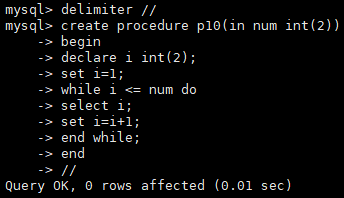 mysql> delimiter //
mysql> create procedure p10(in num int(2))
    -> begin
    -> declare i int(2);
    -> set i=1;
    -> while i <= num do
    -> select i;
    -> set i=i+1;
    -> end while;
    -> end
    -> //
Query OK, 0 rows affected (0.01 sec)